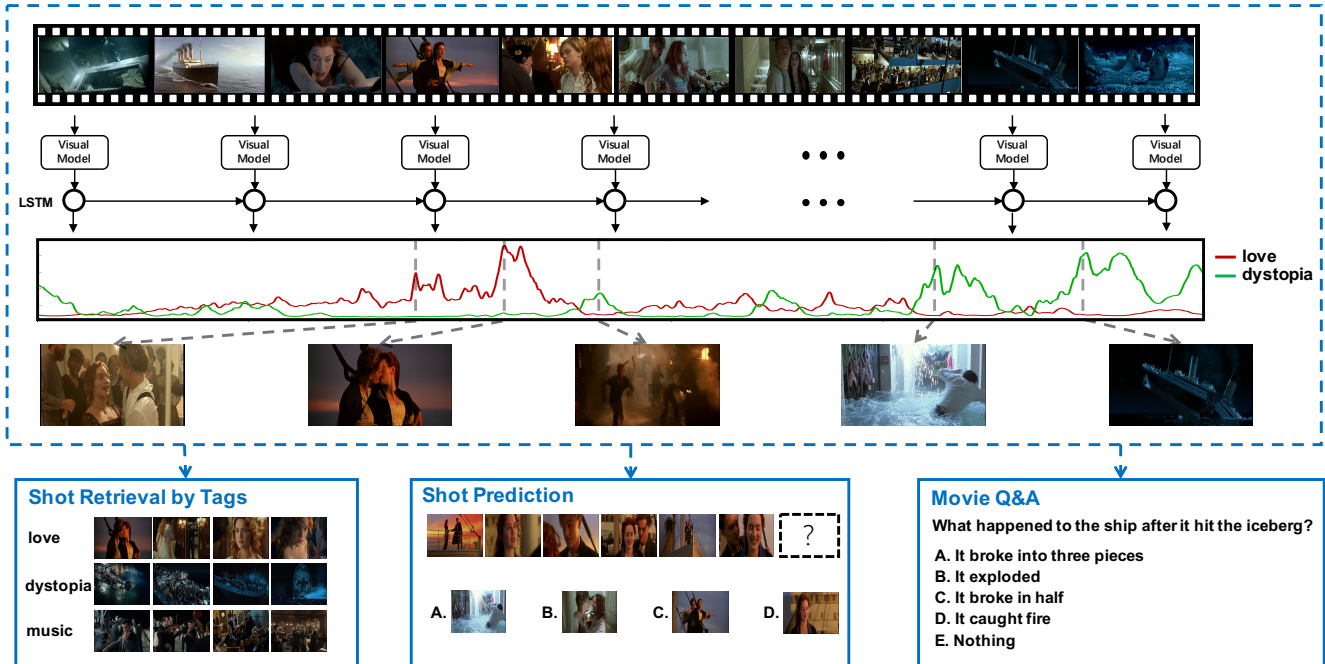 Visual
Model
Visual
Model
Visual
Model
Visual
Model
Visual
Model
Visual
Model
LSTM
love
dystopia
Shot Retrieval by Tags
love
dystopia
music
Shot Prediction
?
A.
B.
C.
D.
Movie Q&A
What happened to the ship after it hit the iceberg?
A. It broke into three pieces
B. It exploded
C. It broke in half
D. It caught fire
E. Nothing